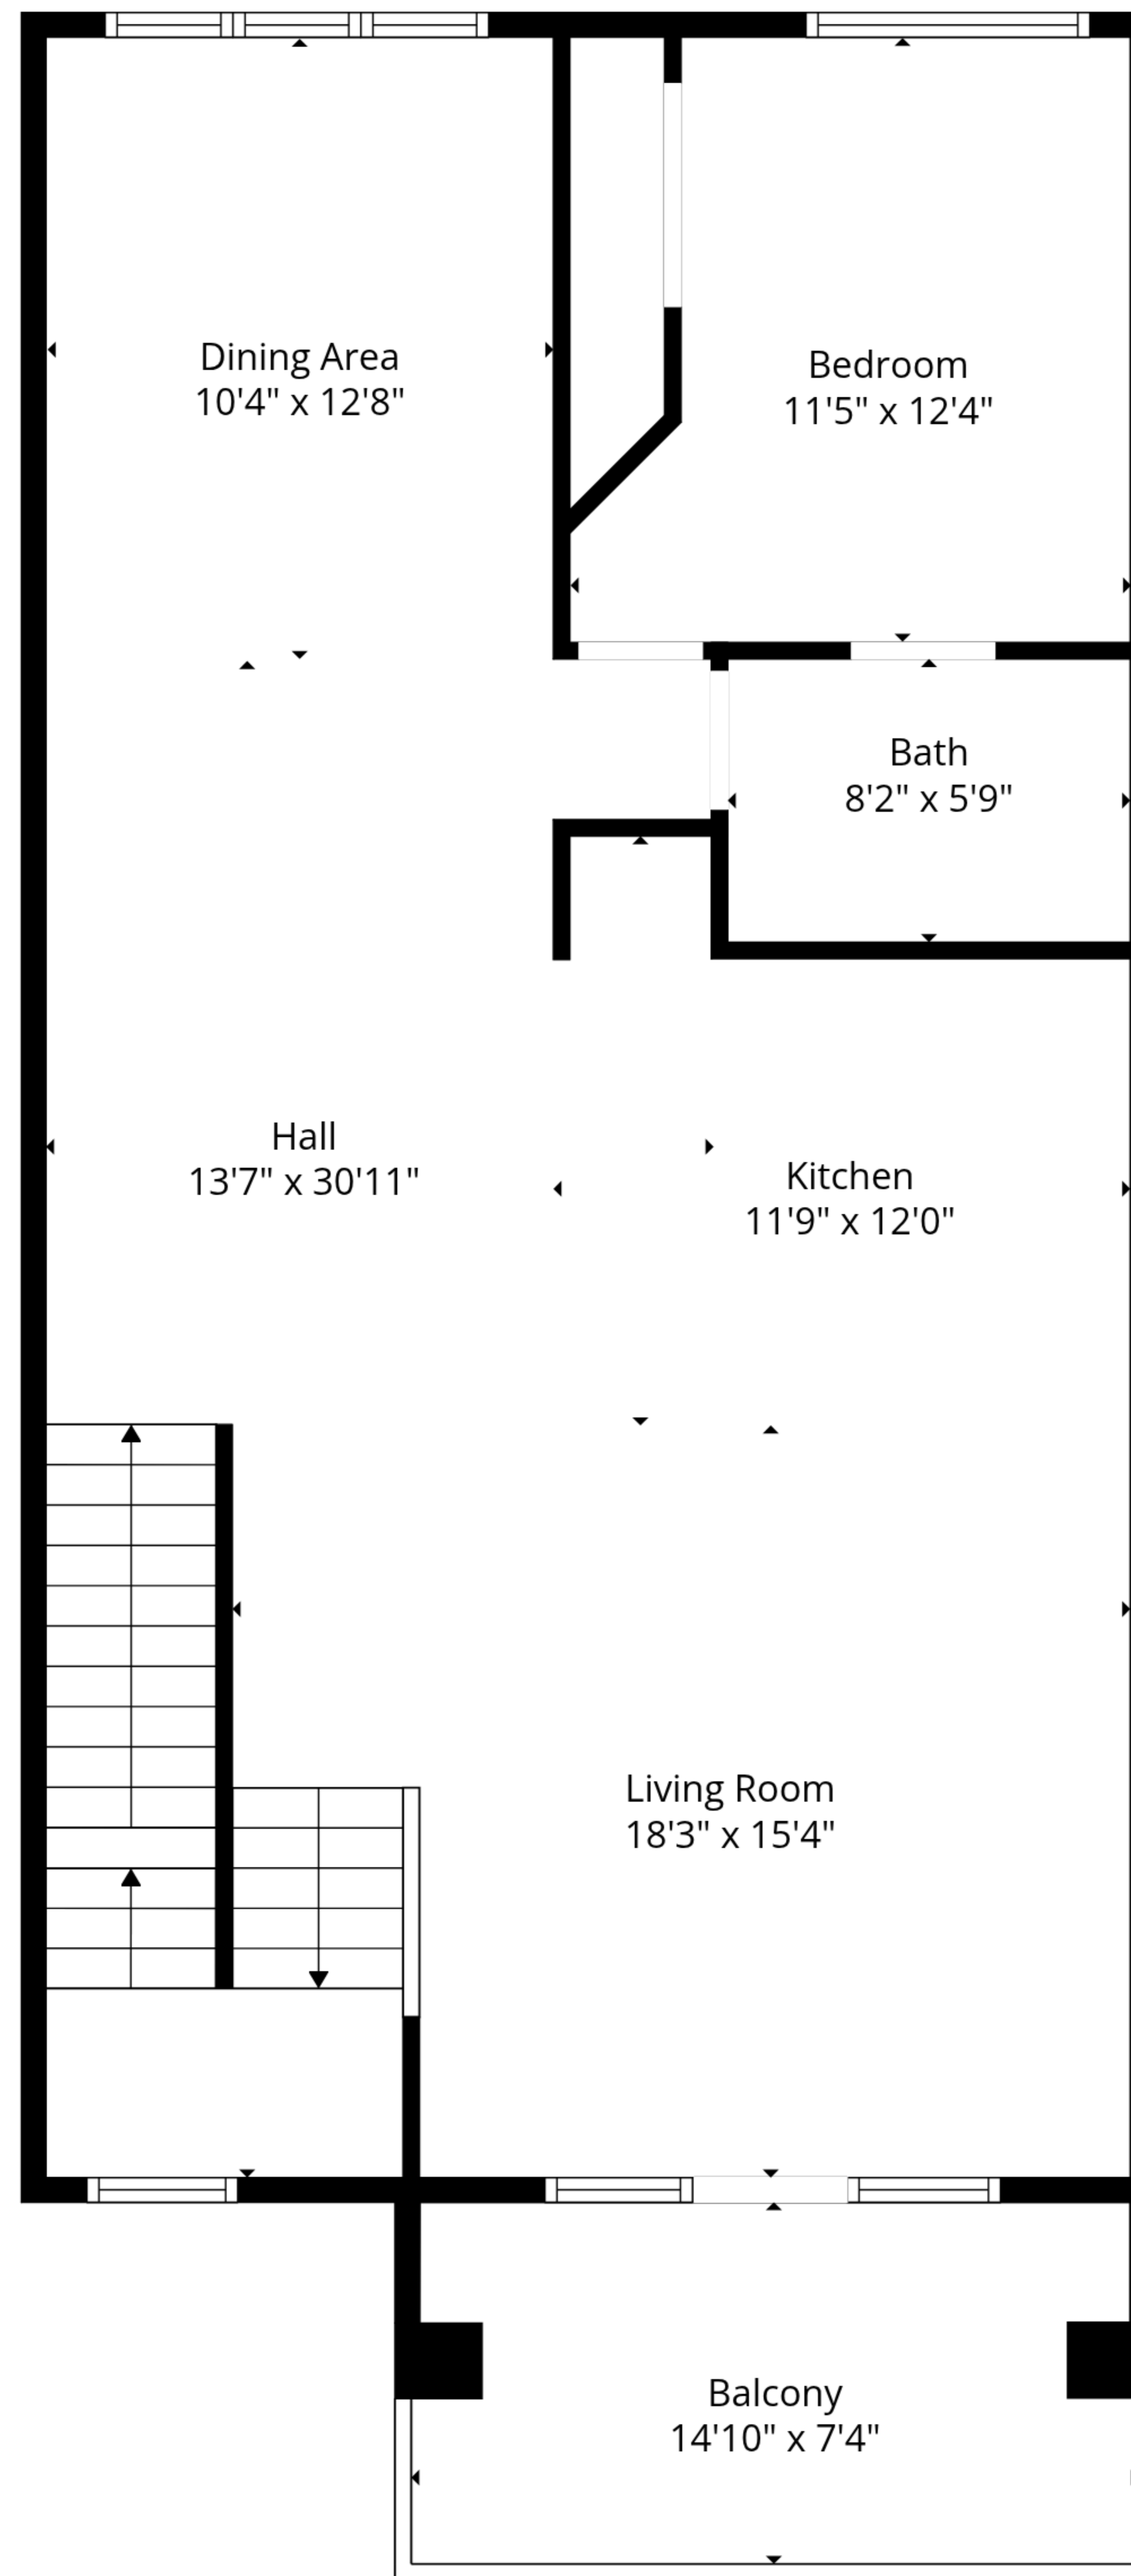 Dining Area
10'4" x 12'8"
Bedroom
11'5" x 12'4"
Bath
8'2" x 5'9"
Hall
13'7" x 30'11"
Kitchen
11'9" x 12'0"
Living Room
18'3" x 15'4"
Balcony
14'10" x 7'4"